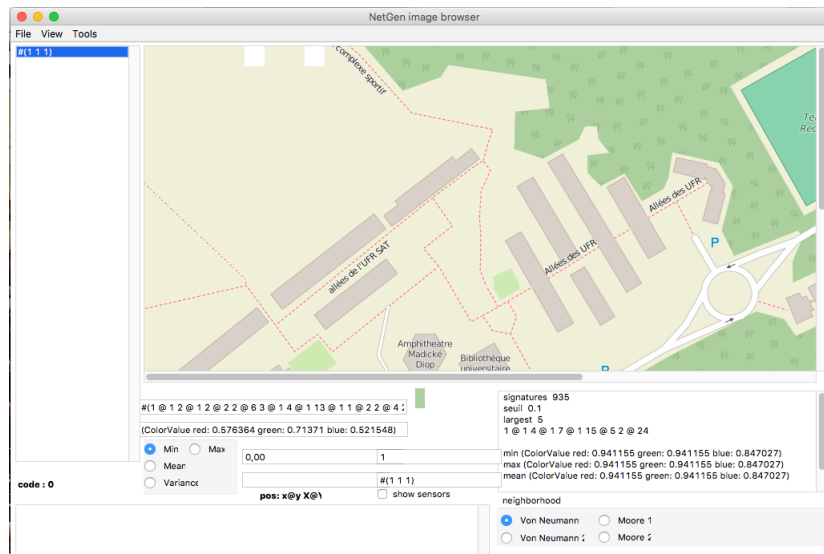 NetGen image browser
File View Tools
#(1 1 1)
complexe sportif
Allées des UFR
allées de l'UFR SAT
Allées des UFR
P
Amphitheatre
Madické
Diop
Bibliothèque
universitaire
#(1 @ 1 2 @ 1 2 @ 2 2 @ 6 3 @ 1 4 @ 1 13 @ 1 1 @ 2 2 @ 4
(ColorValue red: 0.576364 green: 0.71371 blue: 0.521548)
signatures 935
seuil 0.1
largest 5
1 @ 1 4 @ 1 7 @ 1 15 @ 5 2 @ 24
min (ColorValue red: 0.941155 green: 0.941155 blue: 0.847027)
max (ColorValue red: 0.941155 green: 0.941155 blue: 0.847027)
mean (ColorValue red: 0.941155 green: 0.941155 blue: 0.847027)
Min Max
Mean
Variance
0,00
1
#(1 1 1)
code : 0
pos: x@y X@Y
show sensors
neighborhood
Von Neumann Moore 1
Von Neumann 2 Moore 2